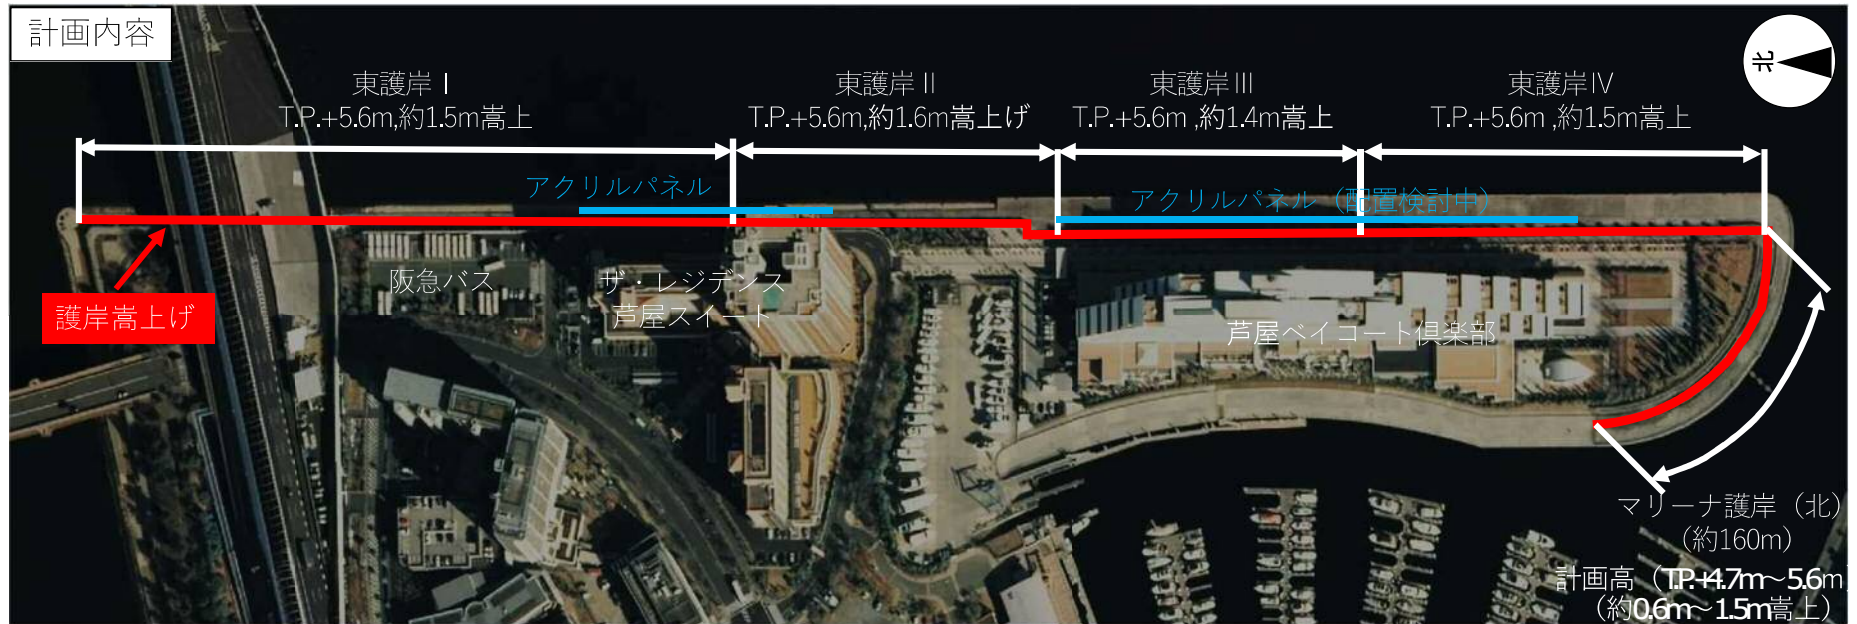 計画内容
北
東護岸Ⅰ
T.P.+5.6m,約1.5m嵩上
東護岸Ⅱ
T.P.+5.6m,約1.6m嵩上げ
東護岸Ⅲ
T.P.+5.6m ,約1.4m嵩上
東護岸Ⅳ
T.P.+5.6m ,約1.5m嵩上
アクリルパネル
アクリルパネル（配置検討中）
護岸嵩上げ
阪急バス
ザ・レジデンス
芦屋スイート
芦屋ベイコート倶楽部
マリーナ護岸（北）
（約160m）
計画高（T.P.+4.7m～5.6m
（約0.6m～1.5m嵩上）